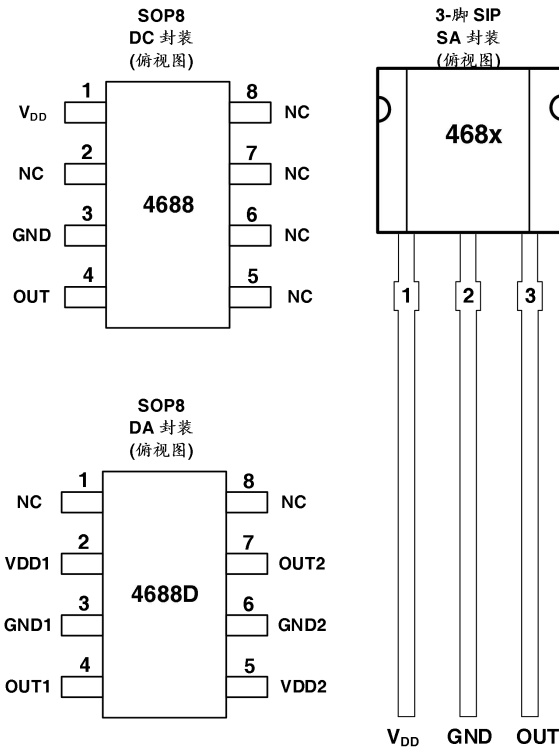 SOP8
DC 封装
(俯视图)
1
8
VDD
NC
2
7
NC
NC
4688
3
6
GND
NC
4
5
OUT
NC
3-脚 SIP
SA 封装
(俯视图)
468x
1
2
3
VDD
GND
OUT
SOP8
DA 封装
(俯视图)
1
8
NC
NC
2
7
VDD1
OUT2
4688D
3
6
GND1
GND2
4
5
OUT1
VDD2